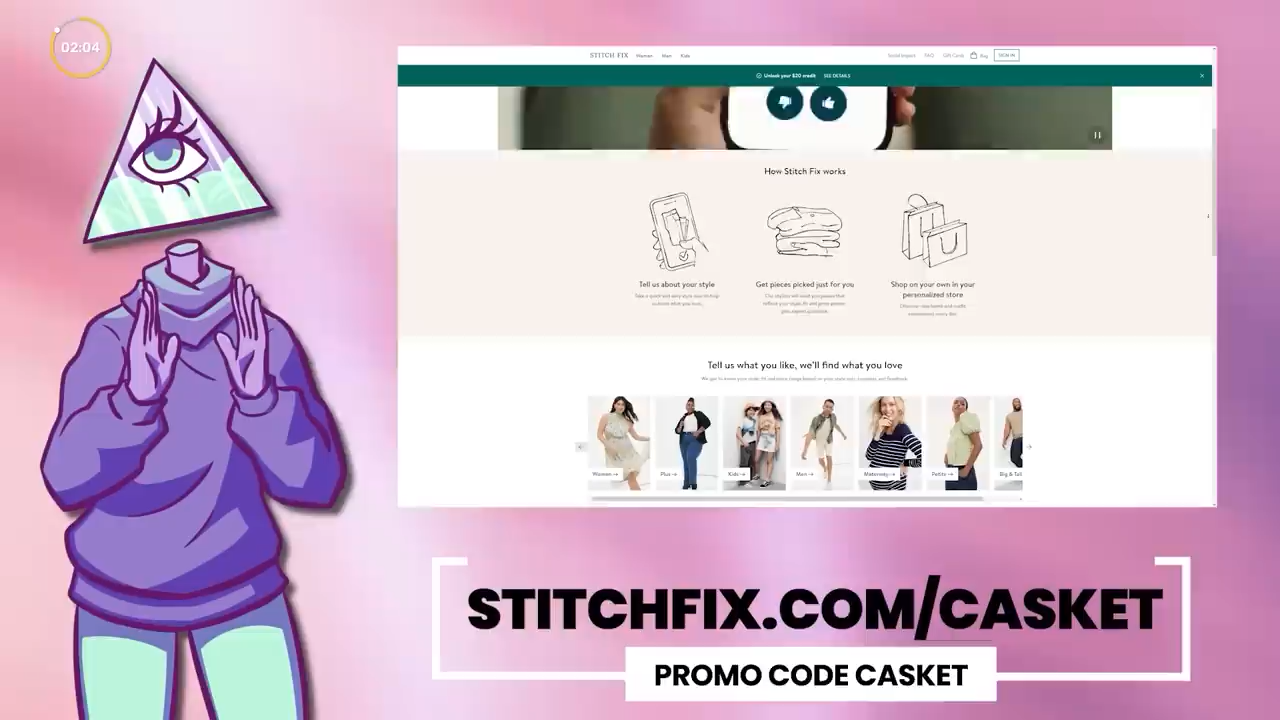 02:04
STITCH FIX Women Men Kids Social Impact FAQ Gift Cards Bag SIGN IN
Unlock your $20 credit SEE DETAILS
How Stitch Fix works
Tell us about your style
Get pieces picked just for you
Shop on your own in your
personalized store
Tell us what you like, we'll find what you love
Women → Plus → Kids → Men → Maternity → Petite → Big & Tall
STITCHFIX.COM/CASKET
PROMO CODE CASKET